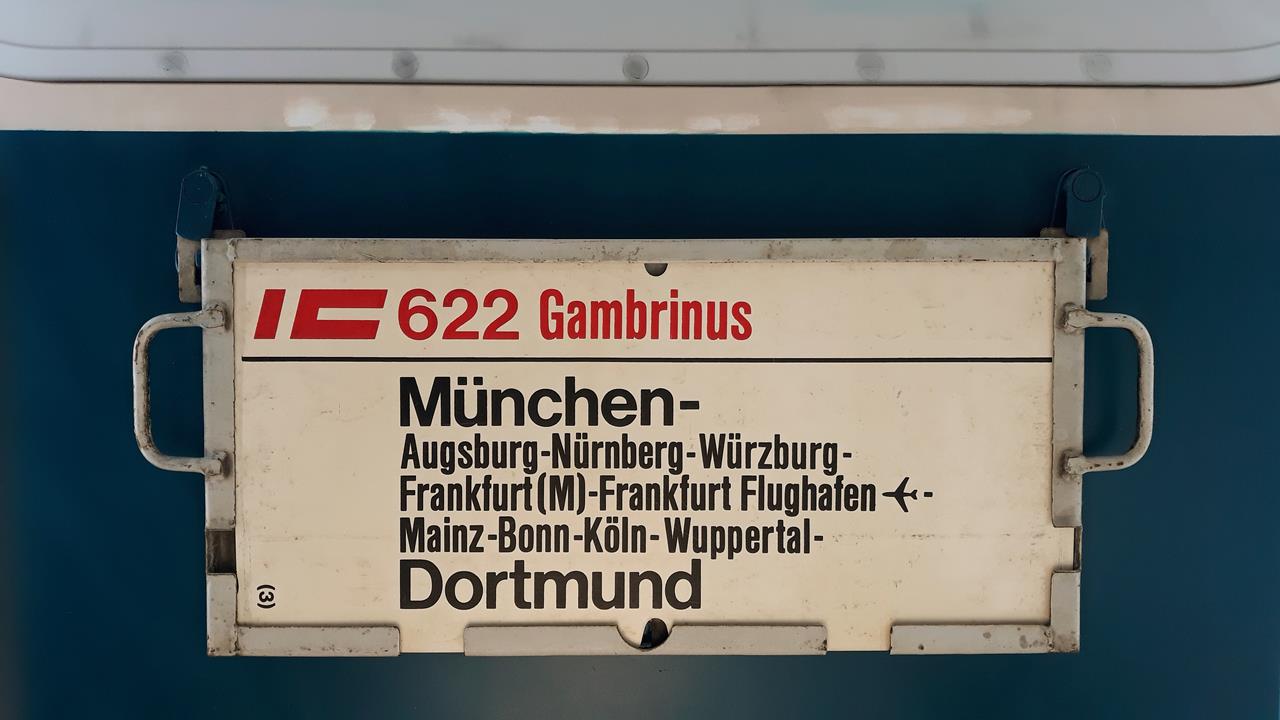 IC 622 Gambrinus
München-
Augsburg-Nürnberg-Würzburg-
Frankfurt(M)-Frankfurt Flughafen ✈-
Mainz-Bonn-Köln-Wuppertal-
Dortmund
(3)